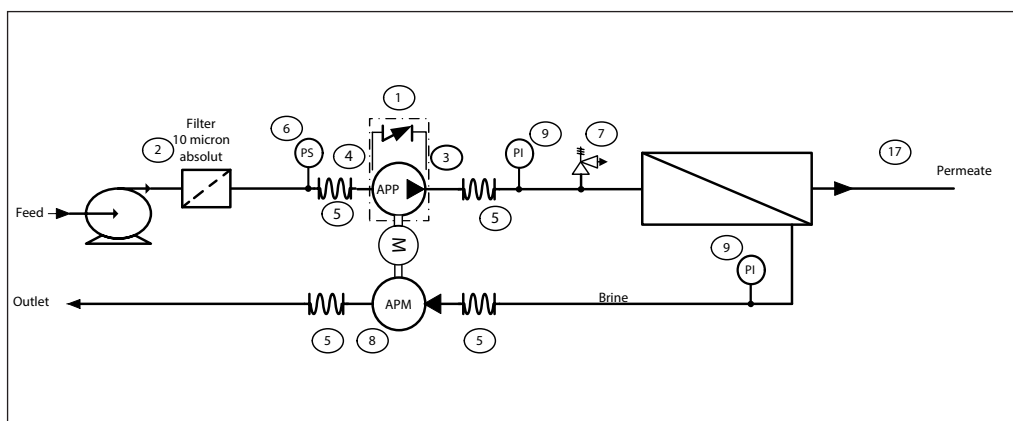 1
Filter
10 micron
absolut
2
6
PS
4
3
9
PI
7
17
Permeate
APP
Feed
5
5
M
9
PI
Outlet
APM
Brine
5
8
5